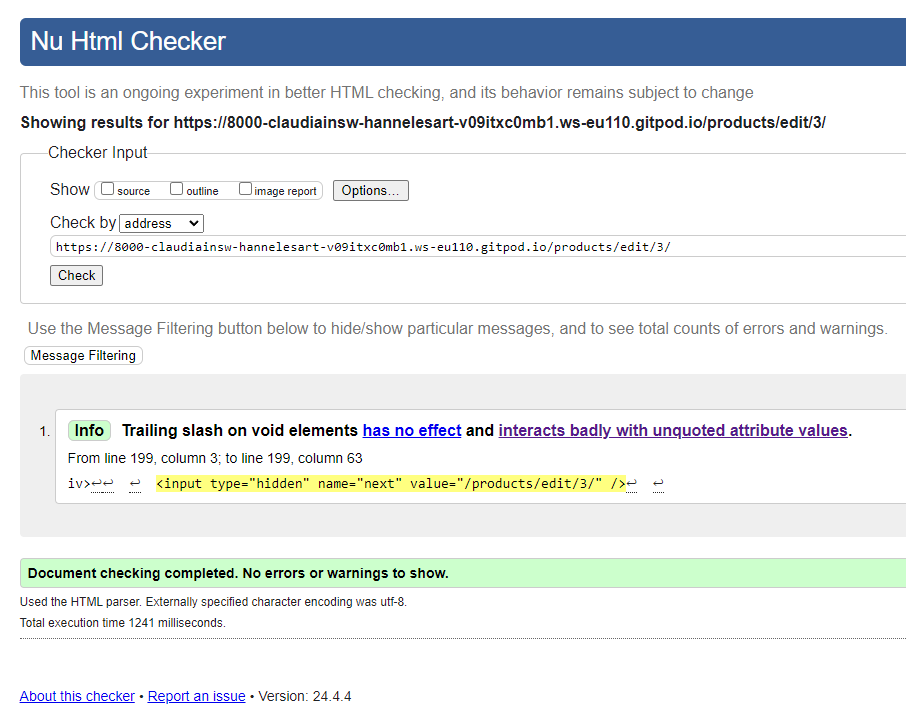 Nu Html Checker
This tool is an ongoing experiment in better HTML checking, and its behavior remains subject to change
Showing results for https://8000-claudiainsw-hannelesart-v09itxc0mb1.ws-eu110.gitpod.io/products/edit/3/
Checker Input
Show source outline image report Options...
Check by address
https://8000-claudiainsw-hannelesart-v09itxc0mb1.ws-eu110.gitpod.io/products/edit/3/
Check
Use the Message Filtering button below to hide/show particular messages, and to see total counts of errors and warnings.
Message Filtering
1. Info Trailing slash on void elements has no effect and interacts badly with unquoted attribute values.
From line 199, column 3; to line 199, column 63
iv>↩↩ ↩ <input type="hidden" name="next" value="/products/edit/3/" />↩ ↩
Document checking completed. No errors or warnings to show.
Used the HTML parser. Externally specified character encoding was utf-8.
Total execution time 1241 milliseconds.
About this checker • Report an issue • Version: 24.4.4